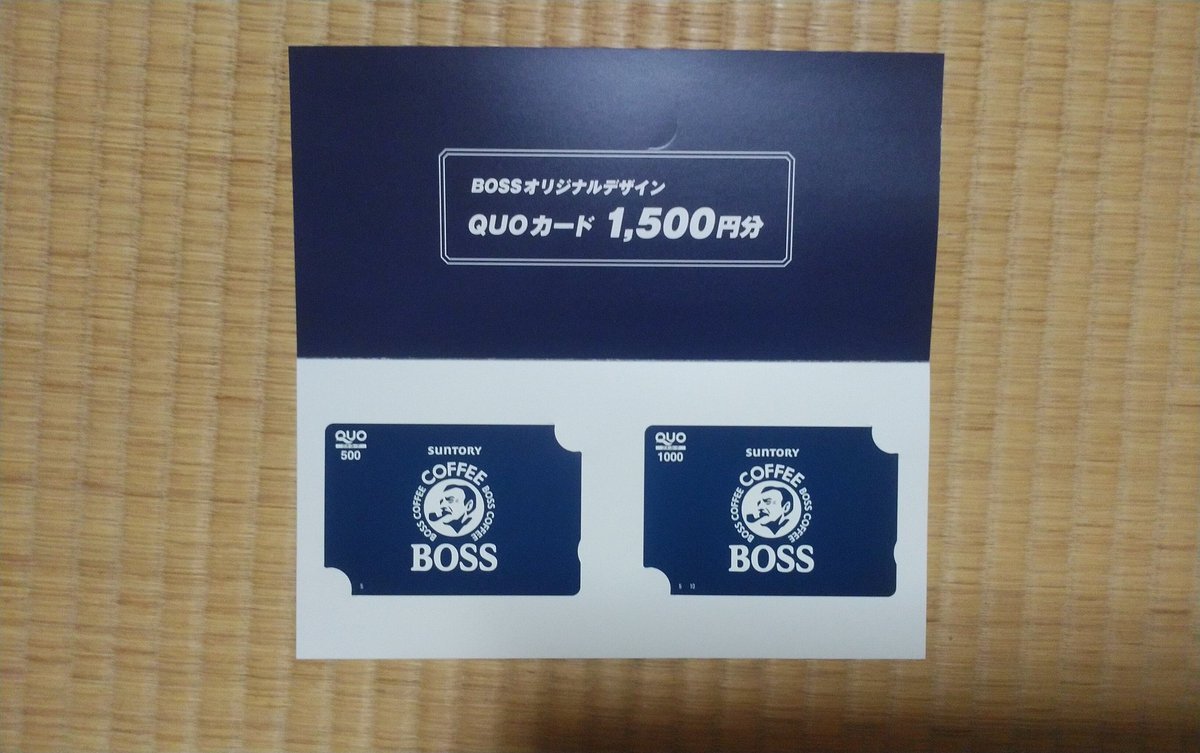 BOSSオリジナルデザイン
QUOカード 1,500円分
QUO
500
SUNTORY
COFFEE
BOSS COFFEE
BOSS COFFEE
BOSS
5
QUO
1000
SUNTORY
COFFEE
BOSS COFFEE
BOSS COFFEE
BOSS